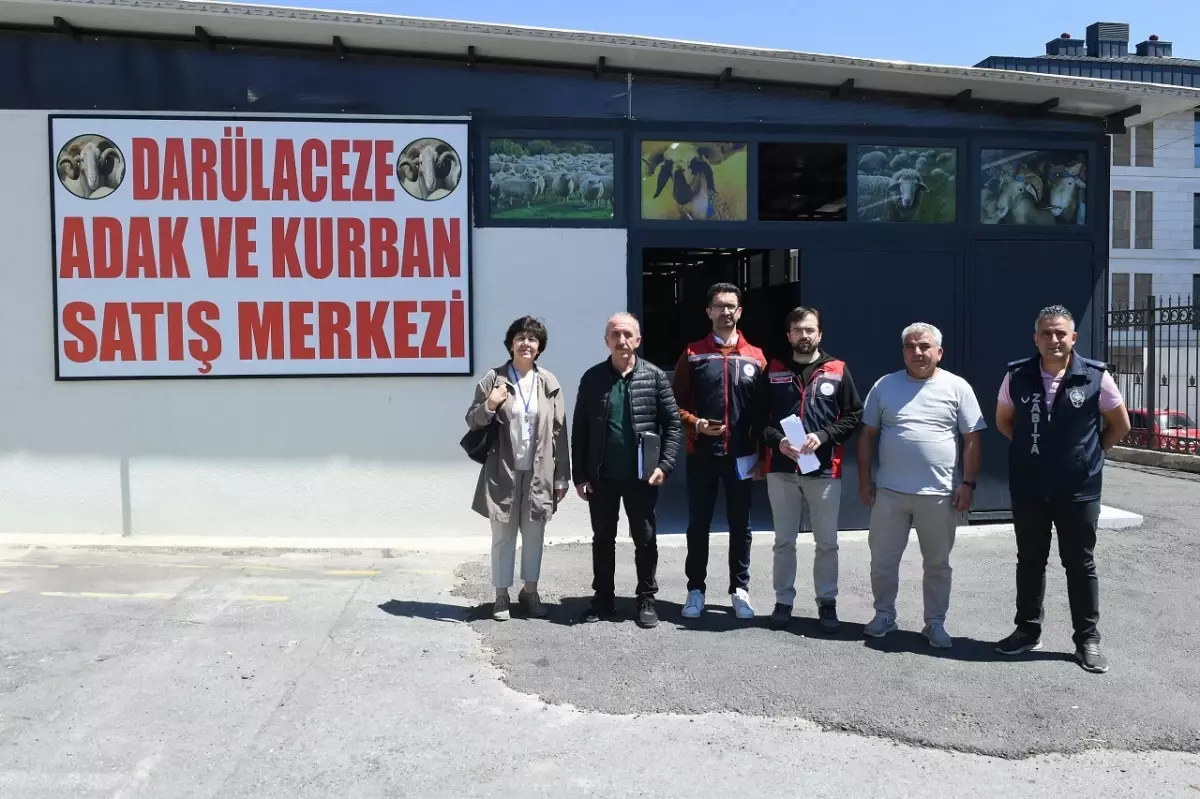 DARÜLACEZE
ADAK VE KURBAN
SATIŞ MERKEZİ
ZABITA